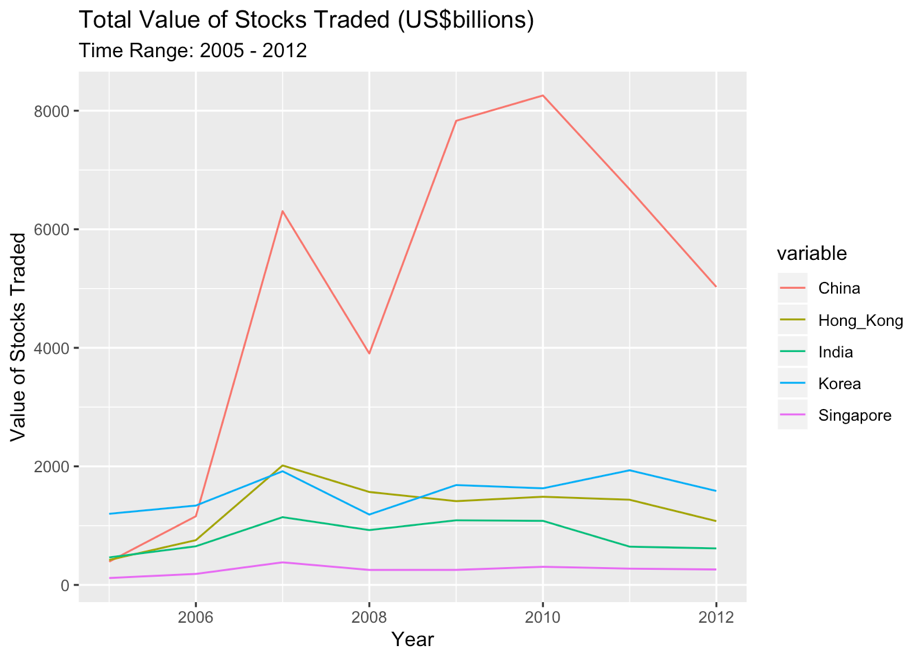 Total Value of Stocks Traded (US$billions)
Time Range: 2005 - 2012
8000
6000
4000
2000
0
Value of Stocks Traded
2006
2008
2010
2012
Year
variable
China
Hong_Kong
India
Korea
Singapore